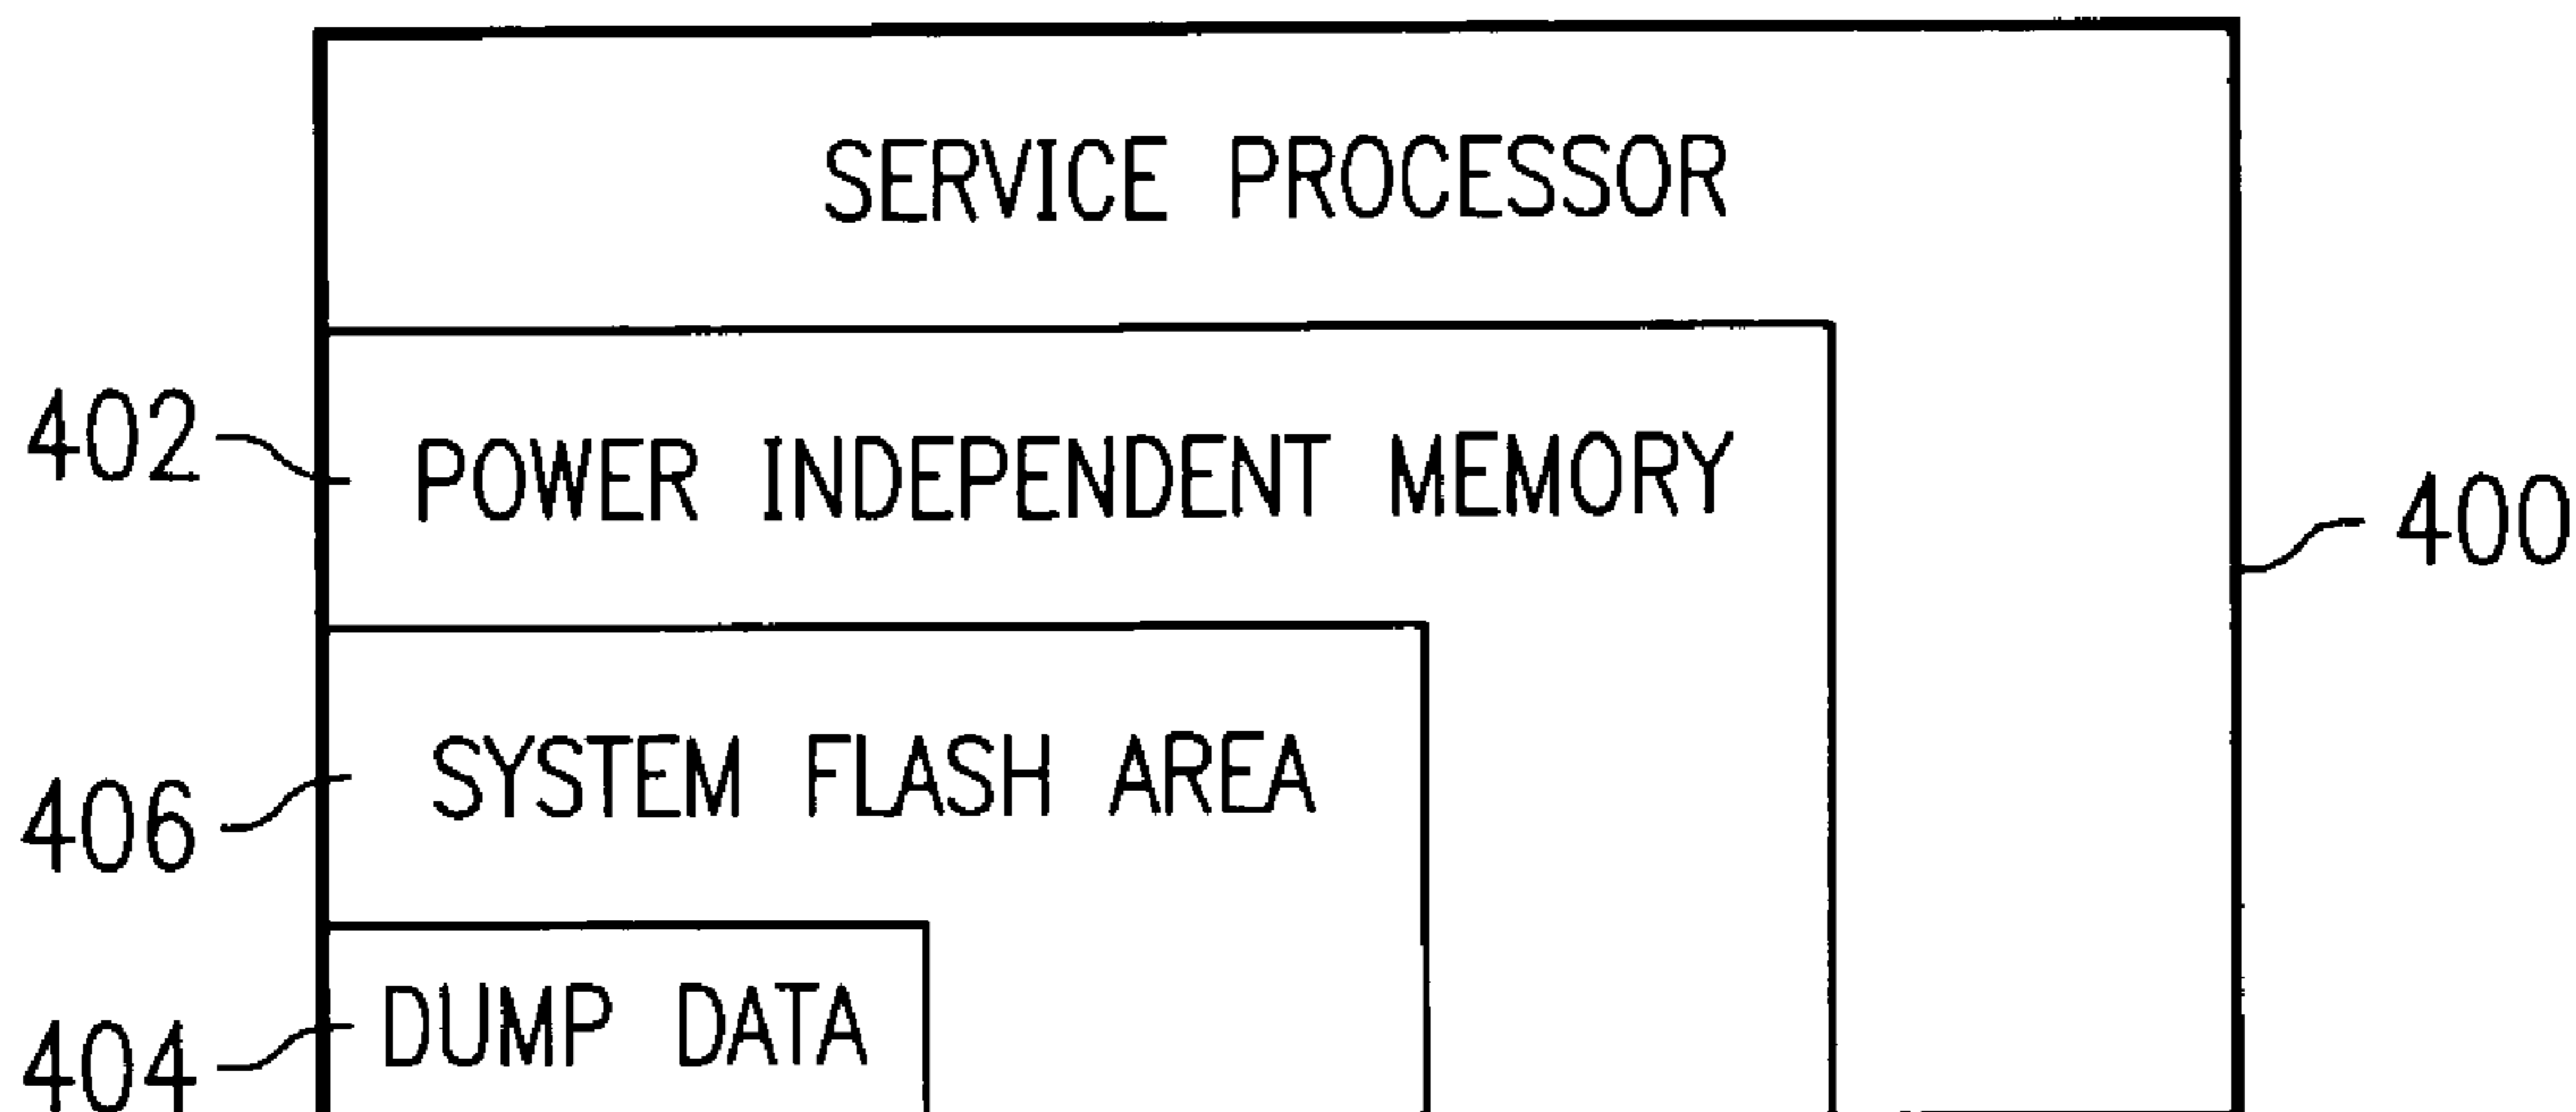 SERVICE PROCESSOR
402
POWER INDEPENDENT MEMORY
400
406
SYSTEM FLASH AREA
404
DUMP DATA